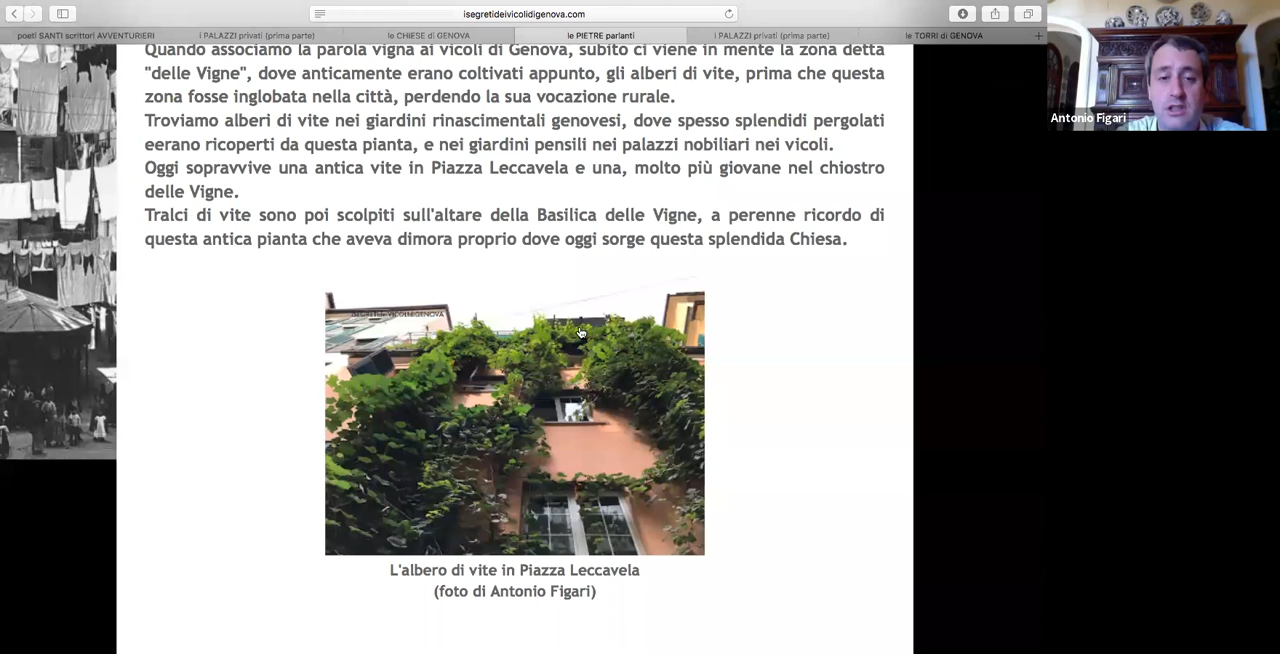 isegretideivicolidigenova.com
poeti SANTI scrittori AVVENTURIERI
i PALAZZI privati (prima parte)
le CHIESE di GENOVA
le PIETRE parlanti
i PALAZZI privati (prima parte)
le TORRI di GENOVA
Quando associamo la parola vigna ai vicoli di Genova, subito ci viene in mente la zona detta
"delle Vigne", dove anticamente erano coltivati appunto, gli alberi di vite, prima che questa
zona fosse inglobata nella città, perdendo la sua vocazione rurale.
Troviamo alberi di vite nei giardini rinascimentali genovesi, dove spesso splendidi pergolati
eerano ricoperti da questa pianta, e nei giardini pensili nei palazzi nobiliari nei vicoli.
Oggi sopravvive una antica vite in Piazza Leccavela e una, molto più giovane nel chiostro
delle Vigne.
Tralci di vite sono poi scolpiti sull'altare della Basilica delle Vigne, a perenne ricordo di
questa antica pianta che aveva dimora proprio dove oggi sorge questa splendida Chiesa.
ISEGRETIDEIVICOLIDIGENOVA
L'albero di vite in Piazza Leccavela
(foto di Antonio Figari)
Antonio Figari